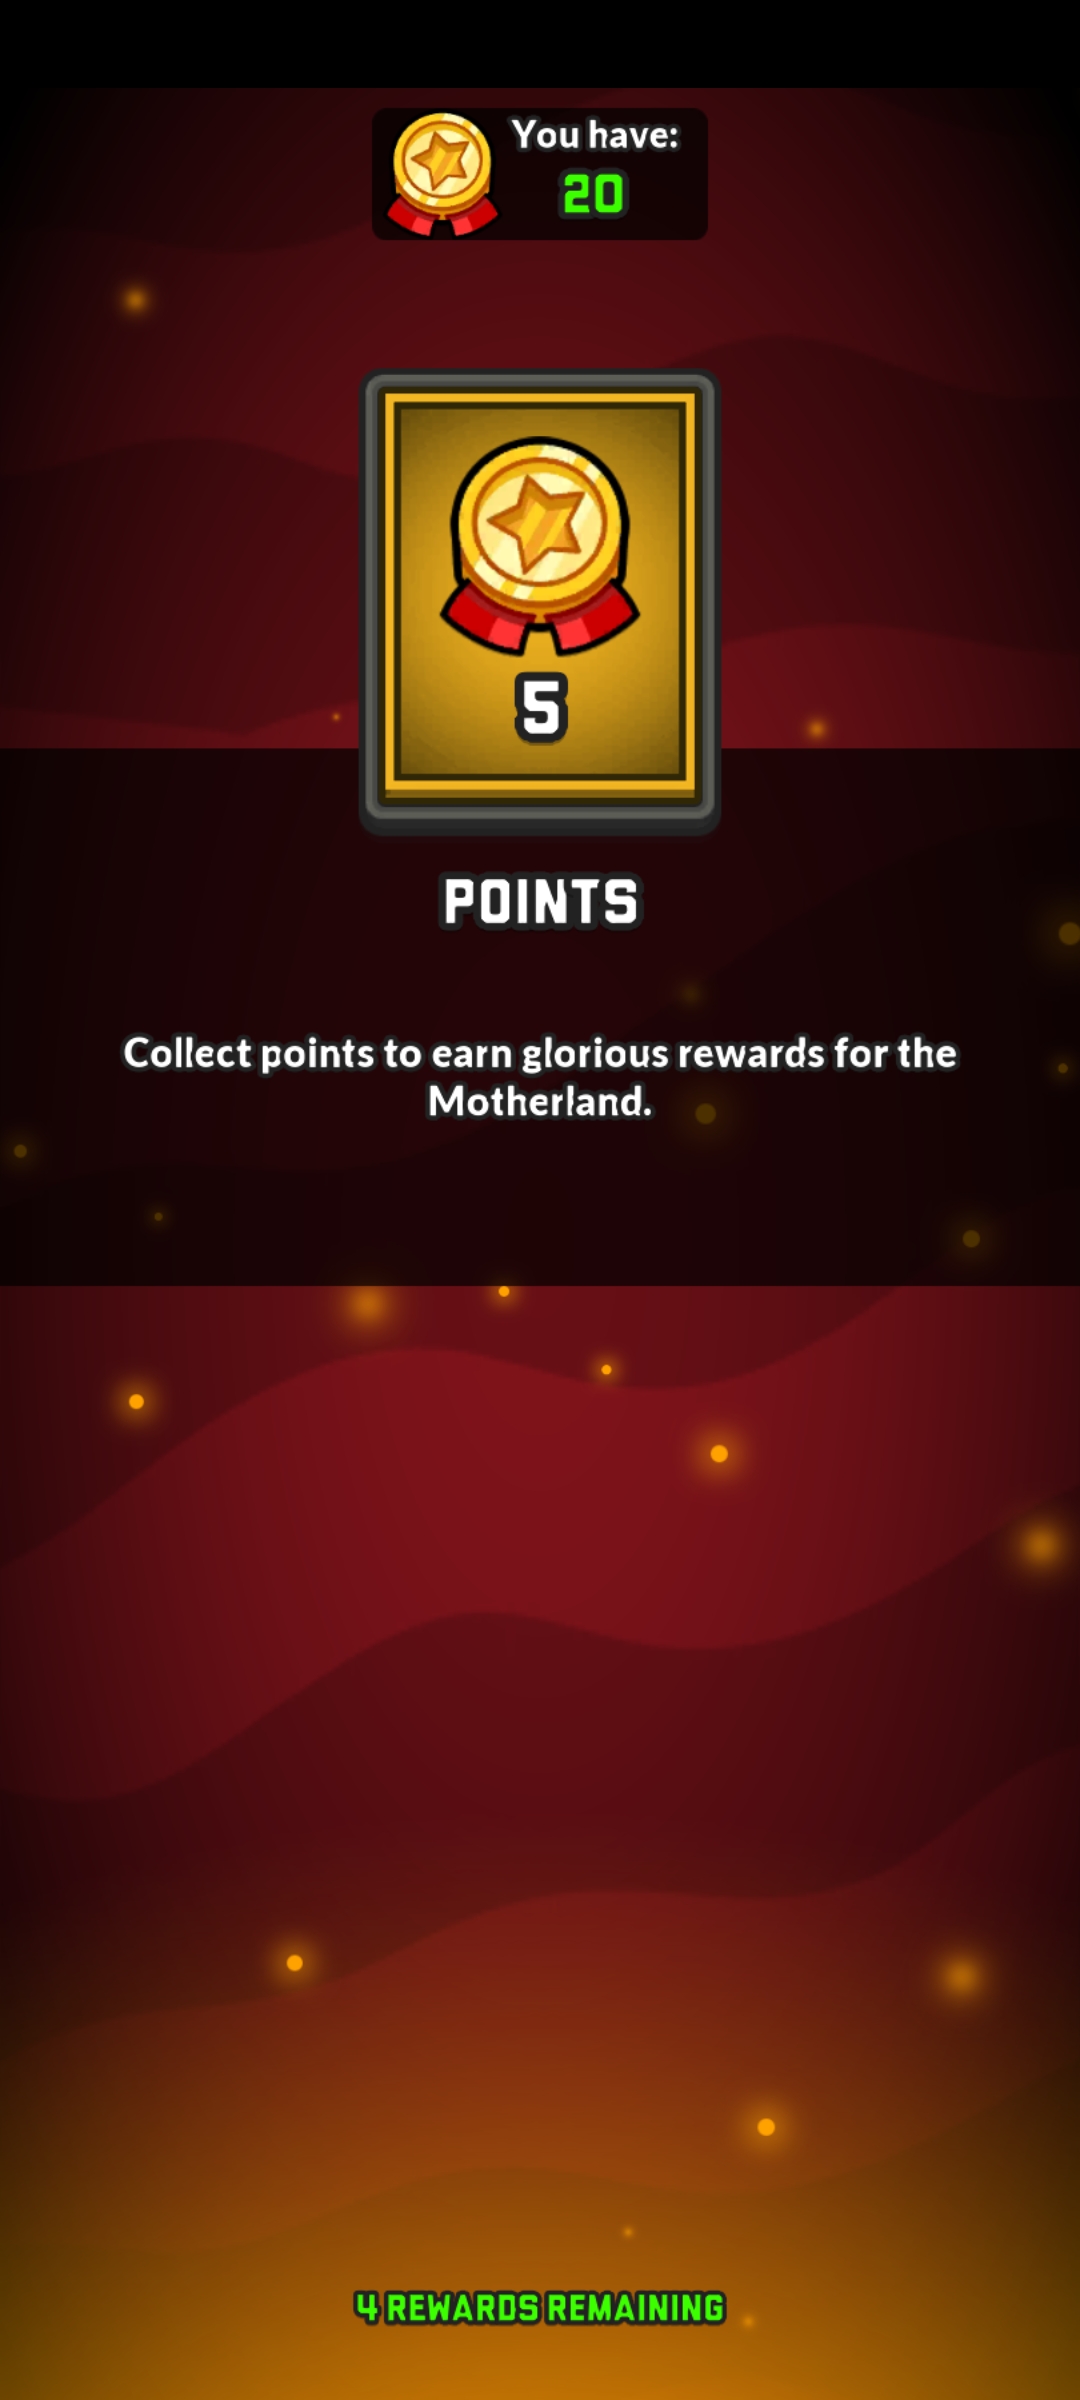 You have:
20
5
POINTS
Collect points to earn glorious rewards for the
Motherland.
4 REWARDS REMAINING